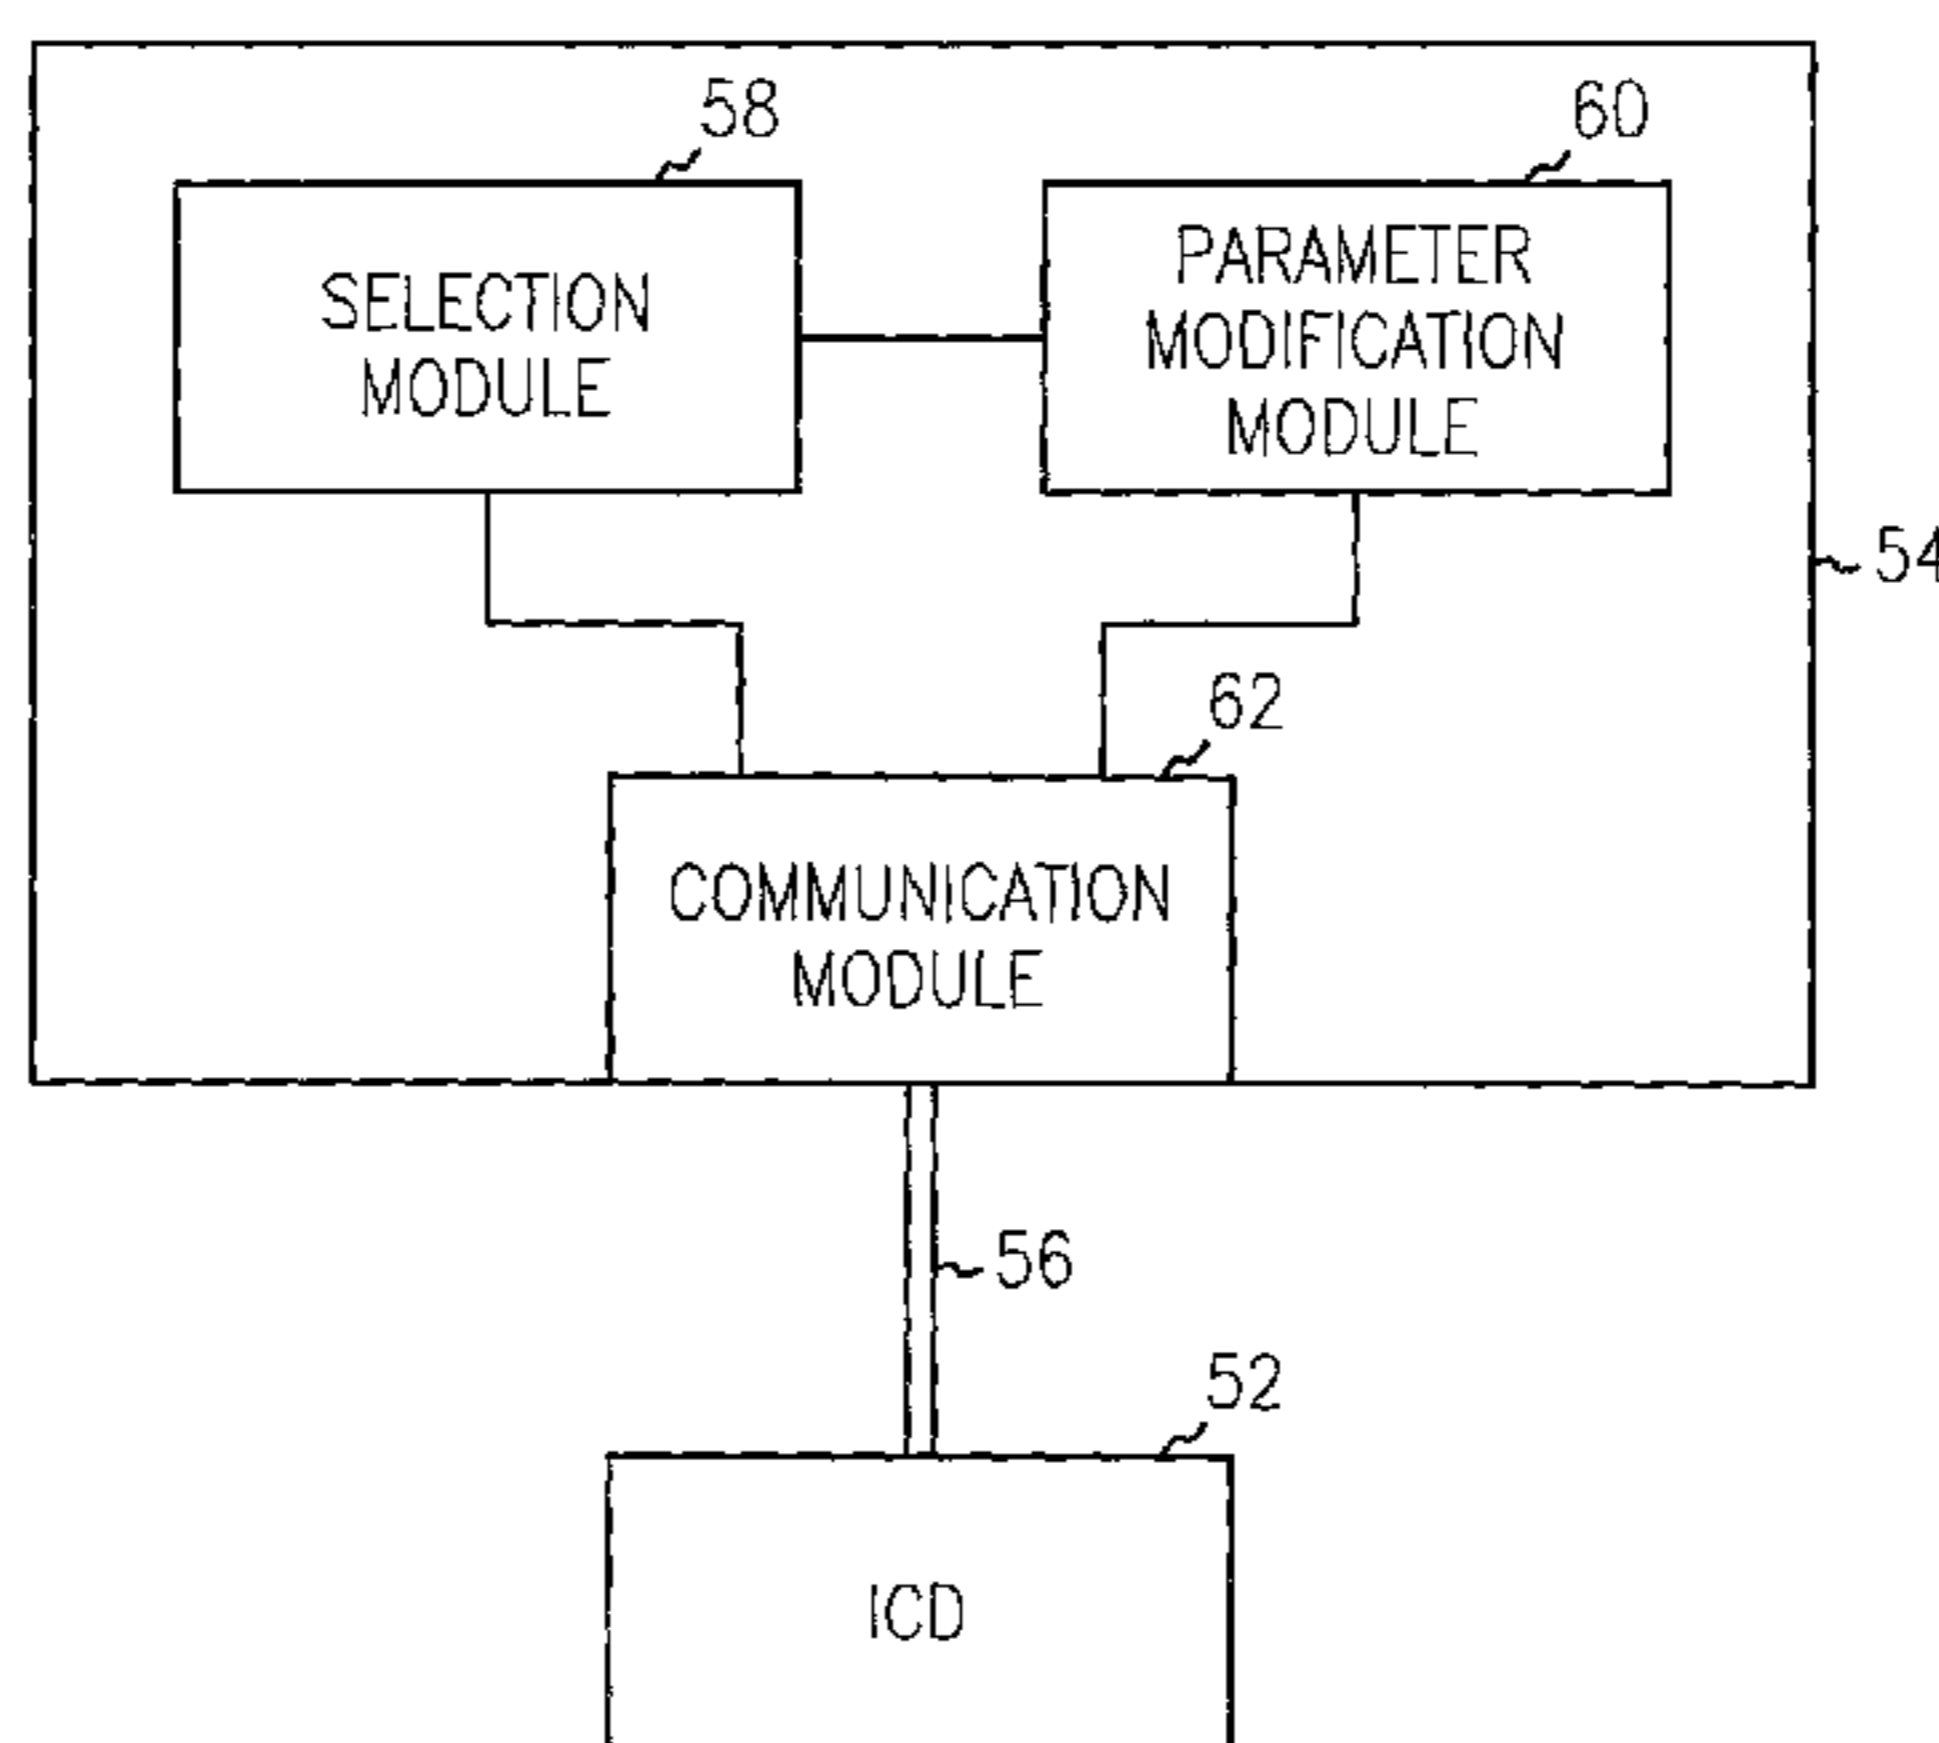 58
60
SELECTION
MODULE
PARAMETER
MODIFICATION
MODULE
54
62
COMMUNICATION
MODULE
56
52
ICD